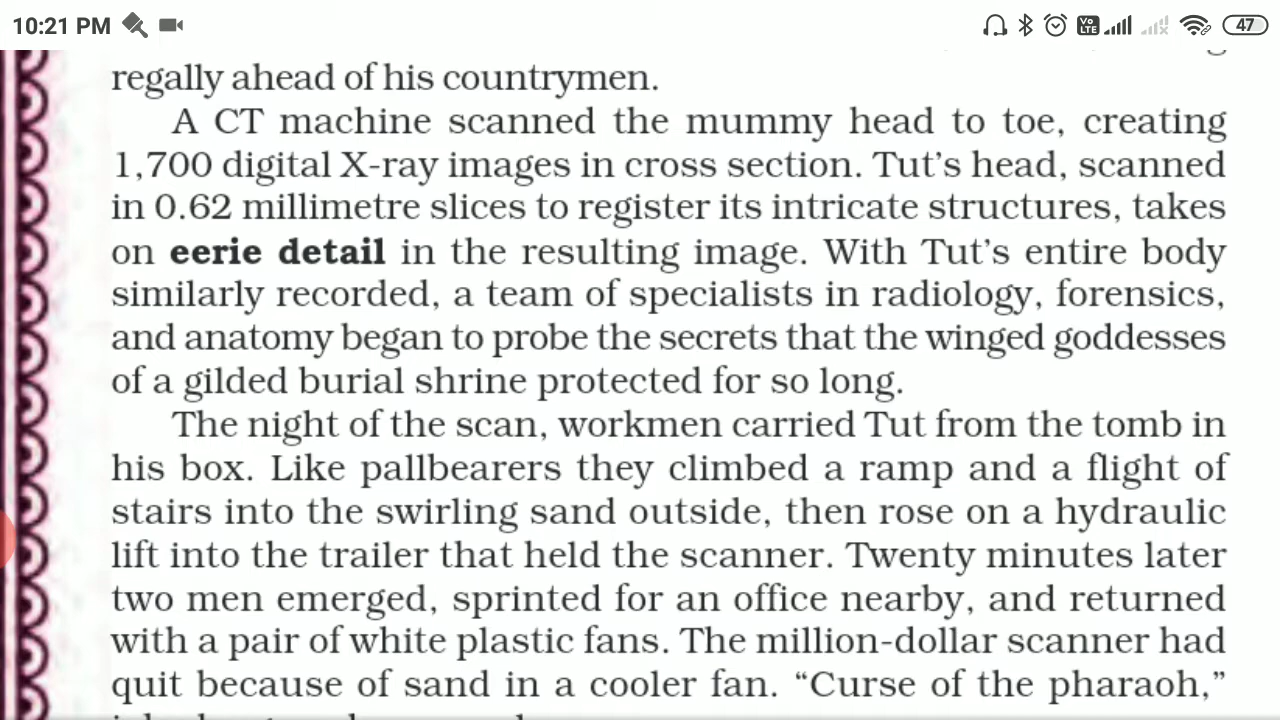 10:21 PM VoLTE 47
regally ahead of his countrymen.
A CT machine scanned the mummy head to toe, creating
1,700 digital X-ray images in cross section. Tut’s head, scanned
in 0.62 millimetre slices to register its intricate structures, takes
on eerie detail in the resulting image. With Tut’s entire body
similarly recorded, a team of specialists in radiology, forensics,
and anatomy began to probe the secrets that the winged goddesses
of a gilded burial shrine protected for so long.
The night of the scan, workmen carried Tut from the tomb in
his box. Like pallbearers they climbed a ramp and a flight of
stairs into the swirling sand outside, then rose on a hydraulic
lift into the trailer that held the scanner. Twenty minutes later
two men emerged, sprinted for an office nearby, and returned
with a pair of white plastic fans. The million-dollar scanner had
quit because of sand in a cooler fan. “Curse of the pharaoh,”